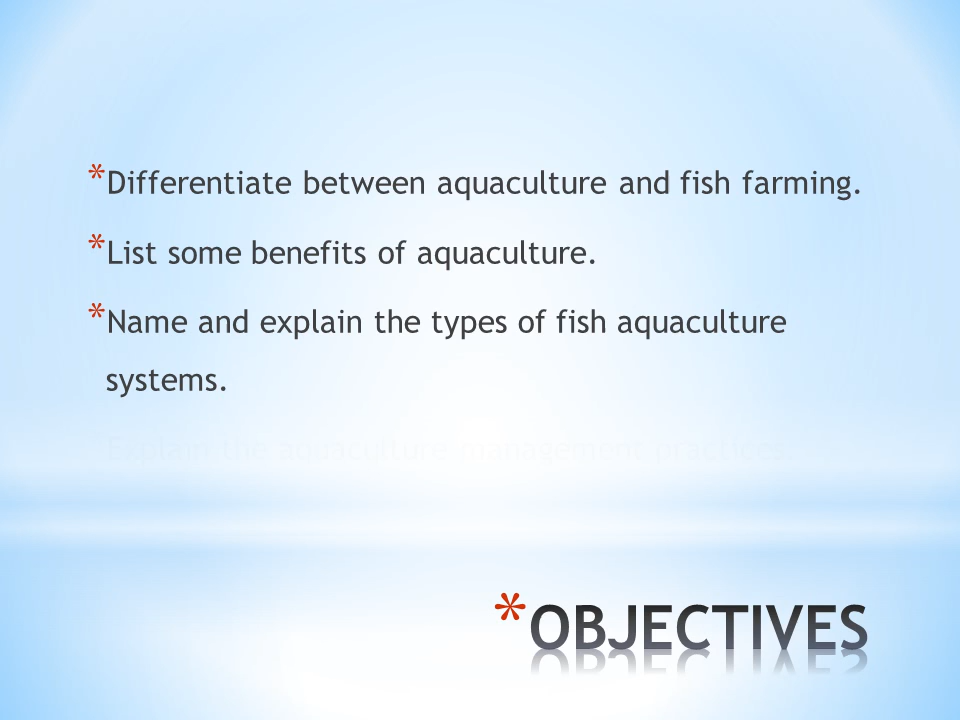 *Differentiate between aquaculture and fish farming.
*List some benefits of aquaculture.
*Name and explain the types of fish aquaculture
systems.
*Explain the aquaculture management practices.
*OBJECTIVES